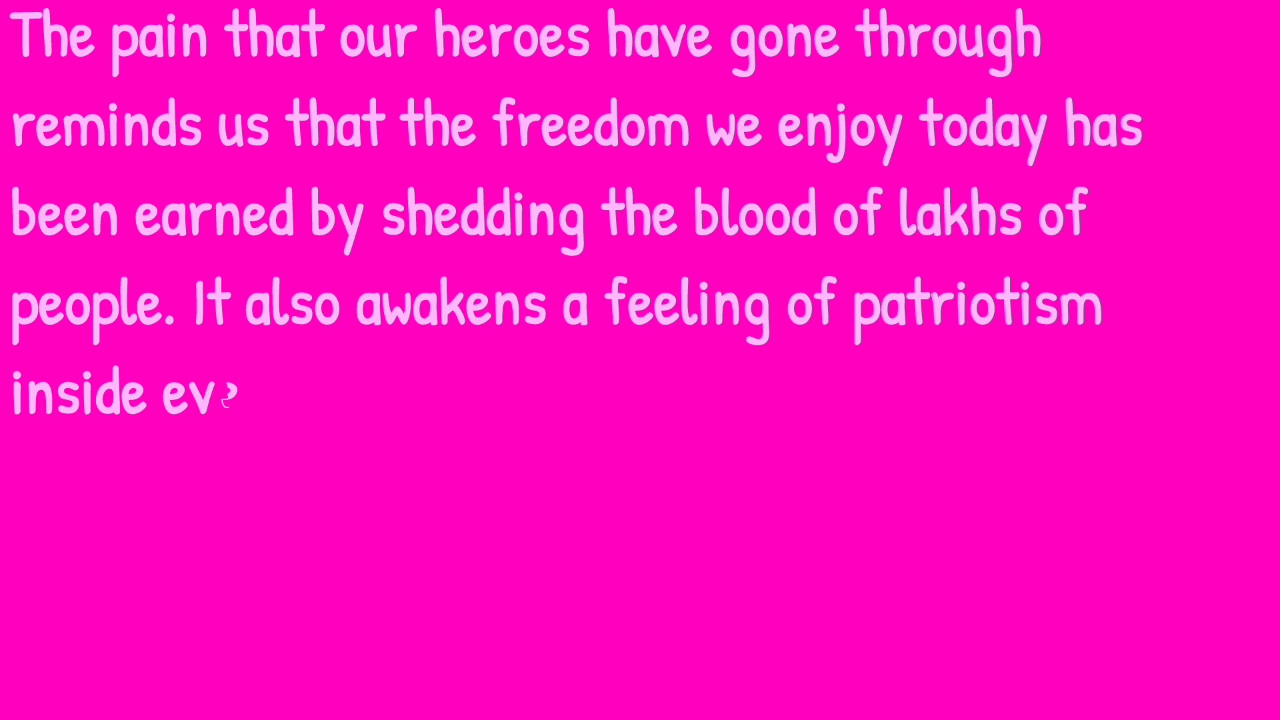 The pain that our heroes have gone through
reminds us that the freedom we enjoy today has
been earned by shedding the blood of lakhs of
people. It also awakens a feeling of patriotism
inside ev